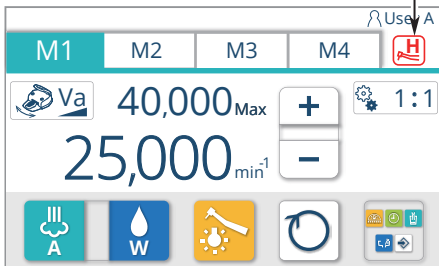 User A
M1 M2 M3 M4 H
Va 40,000 Max + 1:1
25,000 min-1 −
A W